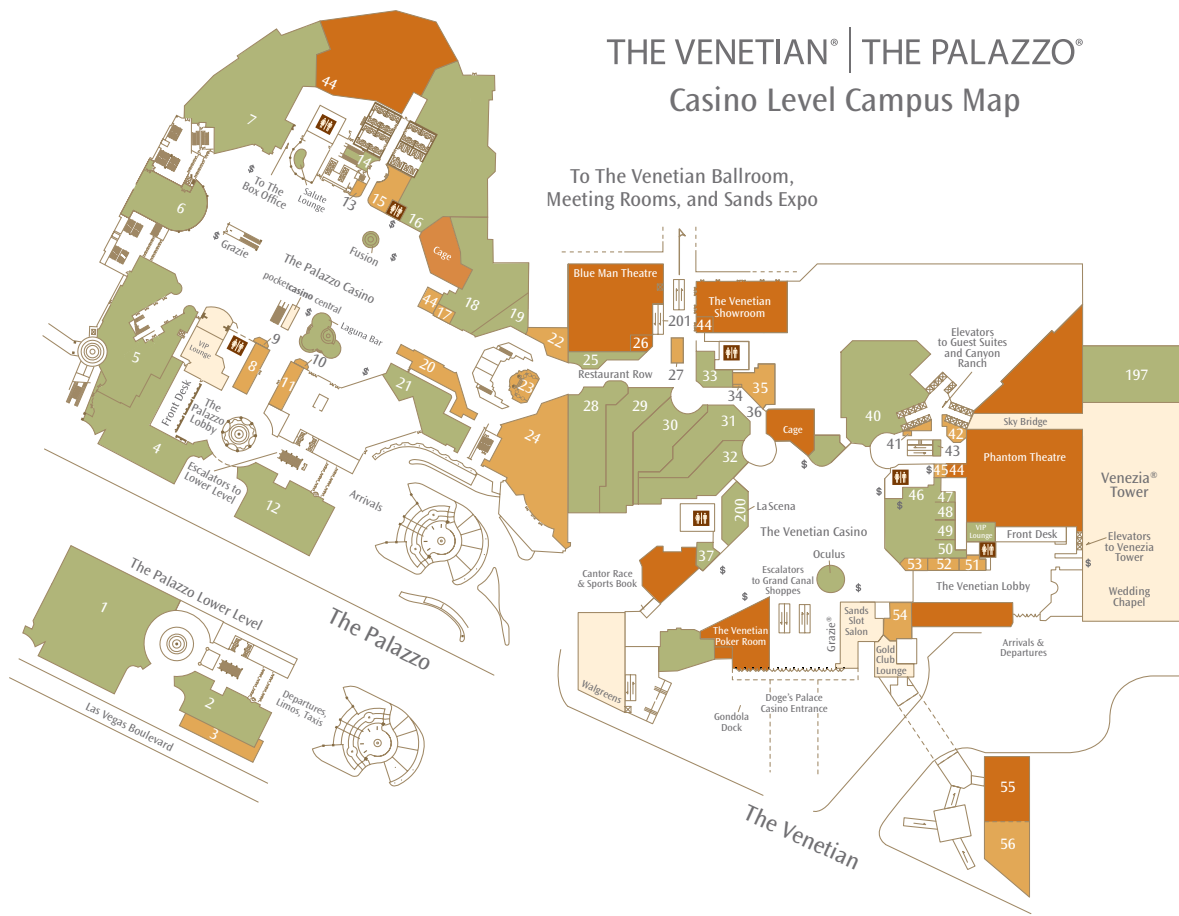 THE VENETIAN® | THE PALAZZO®
Casino Level Campus Map
To The Venetian Ballroom,
Meeting Rooms, and Sands Expo
44
7
14
To The
Box Office
Salute
Lounge
13
15
16
6
Grazie
Fusion
Cage
The Palazzo Casino
pocketcasino central
44
17
18
19
Laguna Bar
5
VIP
Lounge
9
8
10
11
20
21
22
23
24
Front Desk
The
Palazzo
Lobby
4
Escalators to
Lower Level
12
Arrivals
Blue Man Theatre
201
The Venetian
Showroom
44
26
25
Restaurant Row
27
33
34
35
36
28
29
30
31
32
Cage
40
Elevators
to Guest Suites
and Canyon
Ranch
197
Sky Bridge
41
42
43
45
44
Phantom Theatre
Venezia®
Tower
46
47
48
49
50
VIP
Lounge
Front Desk
Elevators
to Venezia
Tower
53
52
51
The Venetian Lobby
Wedding
Chapel
200
LaScena
The Venetian Casino
37
Cantor Race
& Sports Book
Oculus
Escalators
to Grand Canal
Shoppes
The Venetian
Poker Room
Grazie®
Sands
Slot
Salon
54
Gold
Club
Lounge
Arrivals &
Departures
Walgreens
Gondola
Dock
Doge's Palace
Casino Entrance
The Palazzo Lower Level
1
The Palazzo
2
3
Departures,
Limos, Taxis
Las Vegas Boulevard
The Venetian
55
56